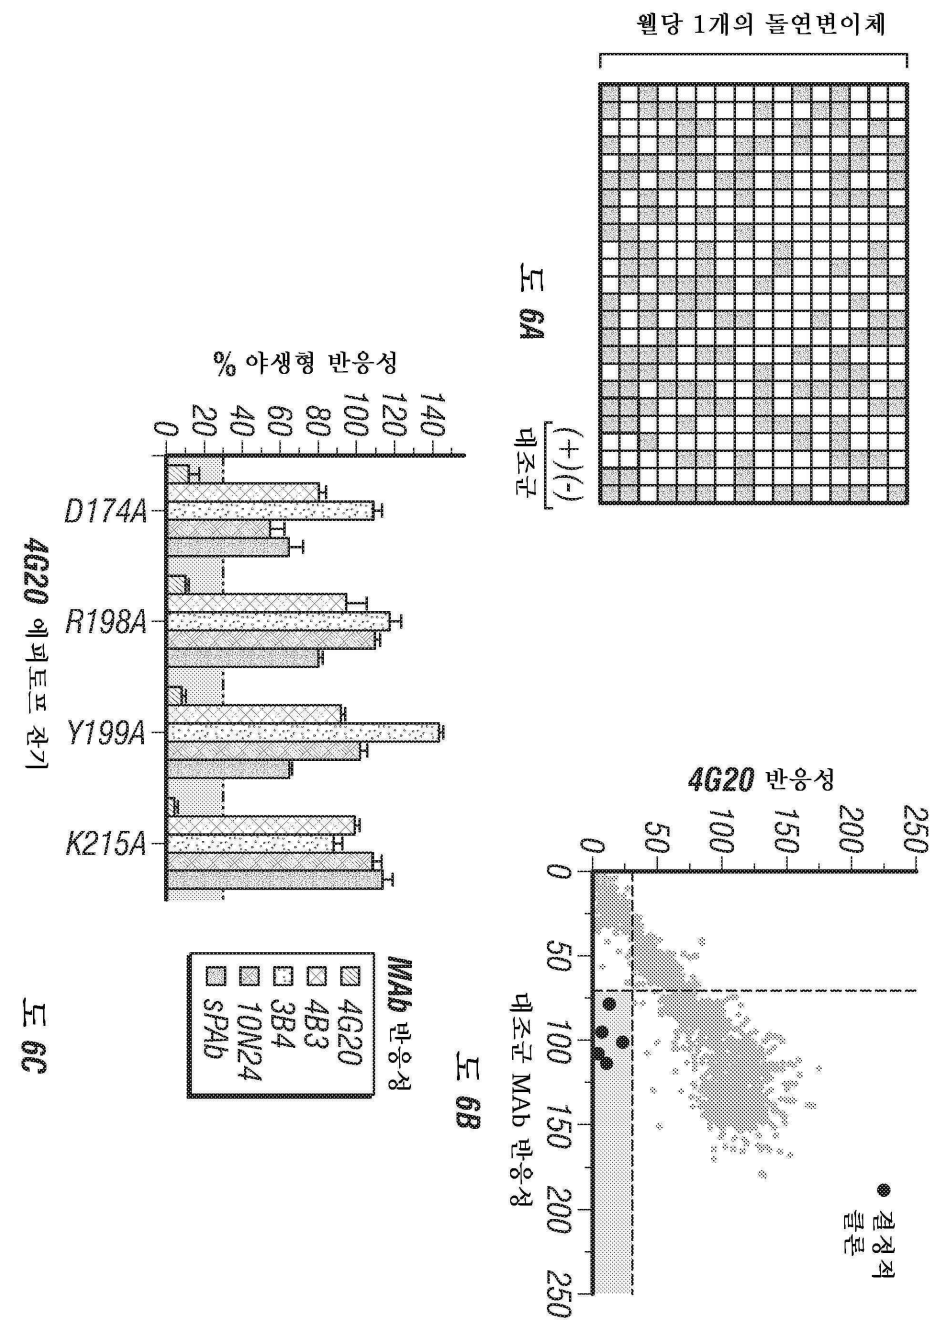 웰당 1개의 돌연변이체
(+)(-)
대조군
도 6A
4G20 반응성
0
50
100
150
200
250
0
50
100
150
200
250
대조군 MAb 반응성
결정적
클론
도 6B
% 야생형 반응성
0
20
40
60
80
100
120
140
D174A
R198A
Y199A
K215A
4G20 에피토프 잔기
MAb 반응성
4G20
4B3
3B4
10N24
sPAb
도 6C